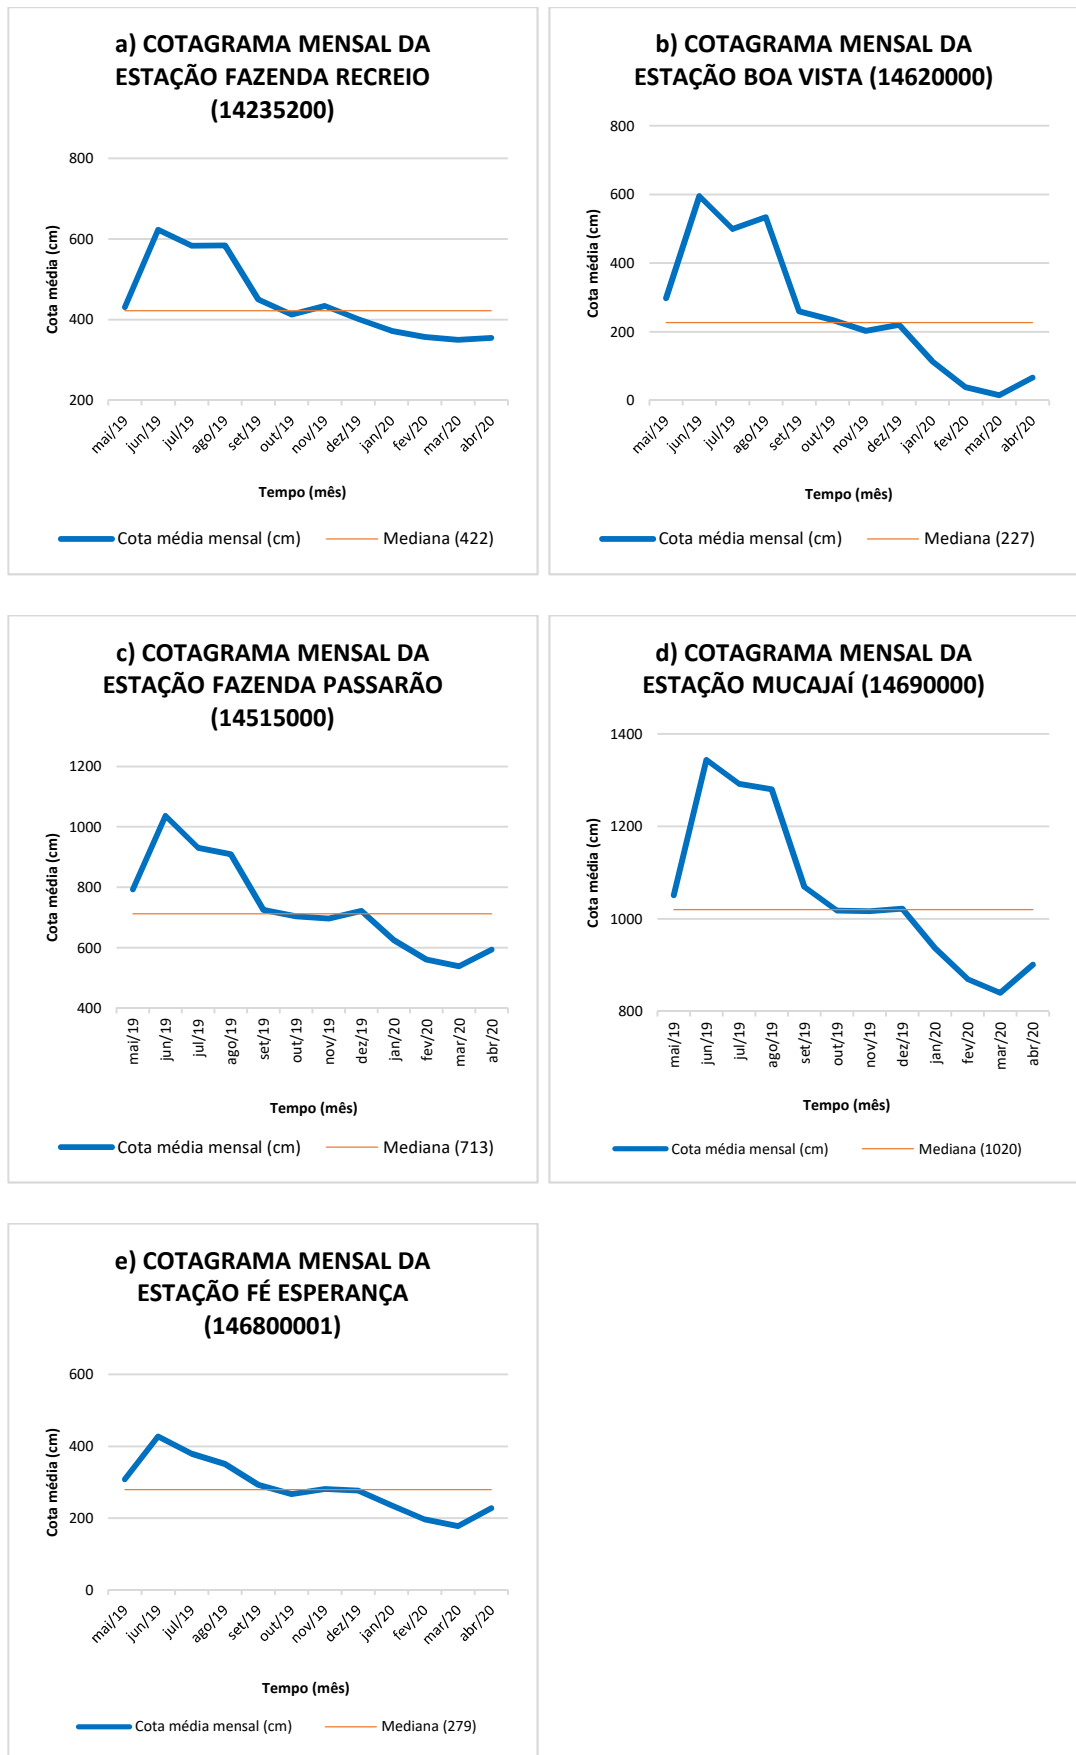 a) COTAGRAMA MENSAL DA
ESTAÇÃO FAZENDA RECREIO
(14235200)
800
600
400
200
Cota média (cm)
mai/19
jun/19
jul/19
ago/19
set/19
out/19
nov/19
dez/19
jan/20
fev/20
mar/20
abr/20
Tempo (mês)
Cota média mensal (cm)
Mediana (422)
b) COTAGRAMA MENSAL DA
ESTAÇÃO BOA VISTA (14620000)
800
600
400
200
0
Cota média (cm)
mai/19
jun/19
jul/19
ago/19
set/19
out/19
nov/19
dez/19
jan/20
fev/20
mar/20
abr/20
Tempo (mês)
Cota média mensal (cm)
Mediana (227)
c) COTAGRAMA MENSAL DA
ESTAÇÃO FAZENDA PASSARÃO
(14515000)
1200
1000
800
600
400
Cota média (cm)
mai/19
jun/19
jul/19
ago/19
set/19
out/19
nov/19
dez/19
jan/20
fev/20
mar/20
abr/20
Tempo (mês)
Cota média mensal (cm)
Mediana (713)
d) COTAGRAMA MENSAL DA
ESTAÇÃO MUCAJAÍ (14690000)
1400
1200
1000
800
Cota média (cm)
mai/19
jun/19
jul/19
ago/19
set/19
out/19
nov/19
dez/19
jan/20
fev/20
mar/20
abr/20
Tempo (mês)
Cota média mensal (cm)
Mediana (1020)
e) COTAGRAMA MENSAL DA
ESTAÇÃO FÉ ESPERANÇA
(146800001)
600
400
200
0
Cota média (cm)
mai/19
jun/19
jul/19
ago/19
set/19
out/19
nov/19
dez/19
jan/20
fev/20
mar/20
abr/20
Tempo (mês)
Cota média mensal (cm)
Mediana (279)